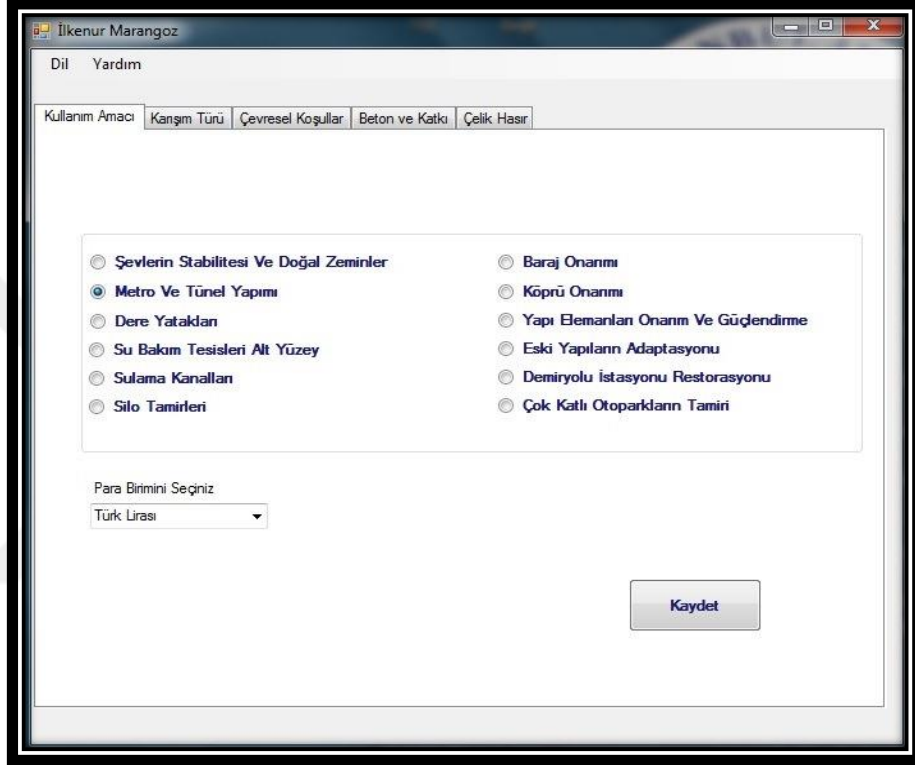 İlkenur Marangoz
Dil Yardım
Kullanım Amacı Karışım Türü Çevresel Koşullar Beton ve Katkı Çelik Hasır
Şevlerin Stabilitesi Ve Doğal Zeminler
Metro Ve Tünel Yapımı
Dere Yatakları
Su Bakım Tesisleri Alt Yüzey
Sulama Kanalları
Silo Tamirleri
Baraj Onarımı
Köprü Onarımı
Yapı Elemanları Onarım Ve Güçlendirme
Eski Yapıların Adaptasyonu
Demiryolu İstasyonu Restorasyonu
Çok Katlı Otoparkların Tamiri
Para Birimini Seçiniz
Türk Lirası
Kaydet